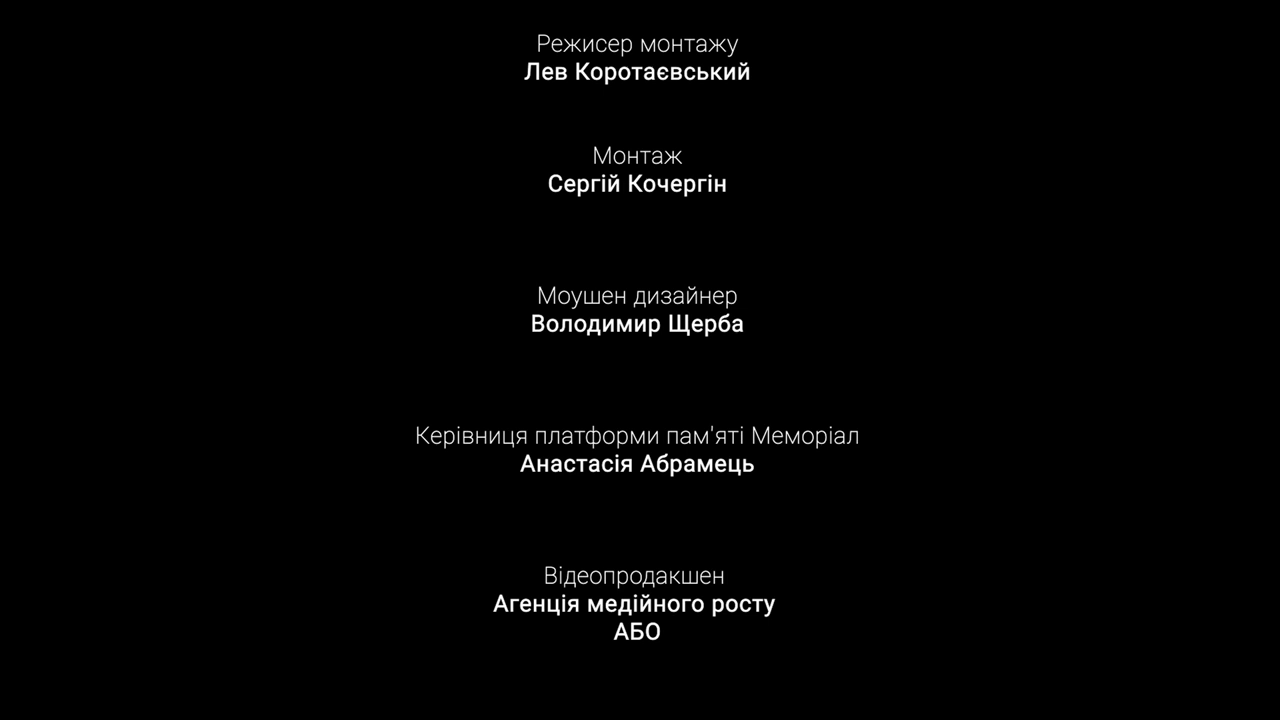 Режисер монтажу
Лев Коротаєвський
Монтаж
Сергій Кочергін
Моушен дизайнер
Володимир Щерба
Керівниця платформи пам'яті Меморіал
Анастасія Абрамець
Відеопродакшен
Агенція медійного росту
АБО